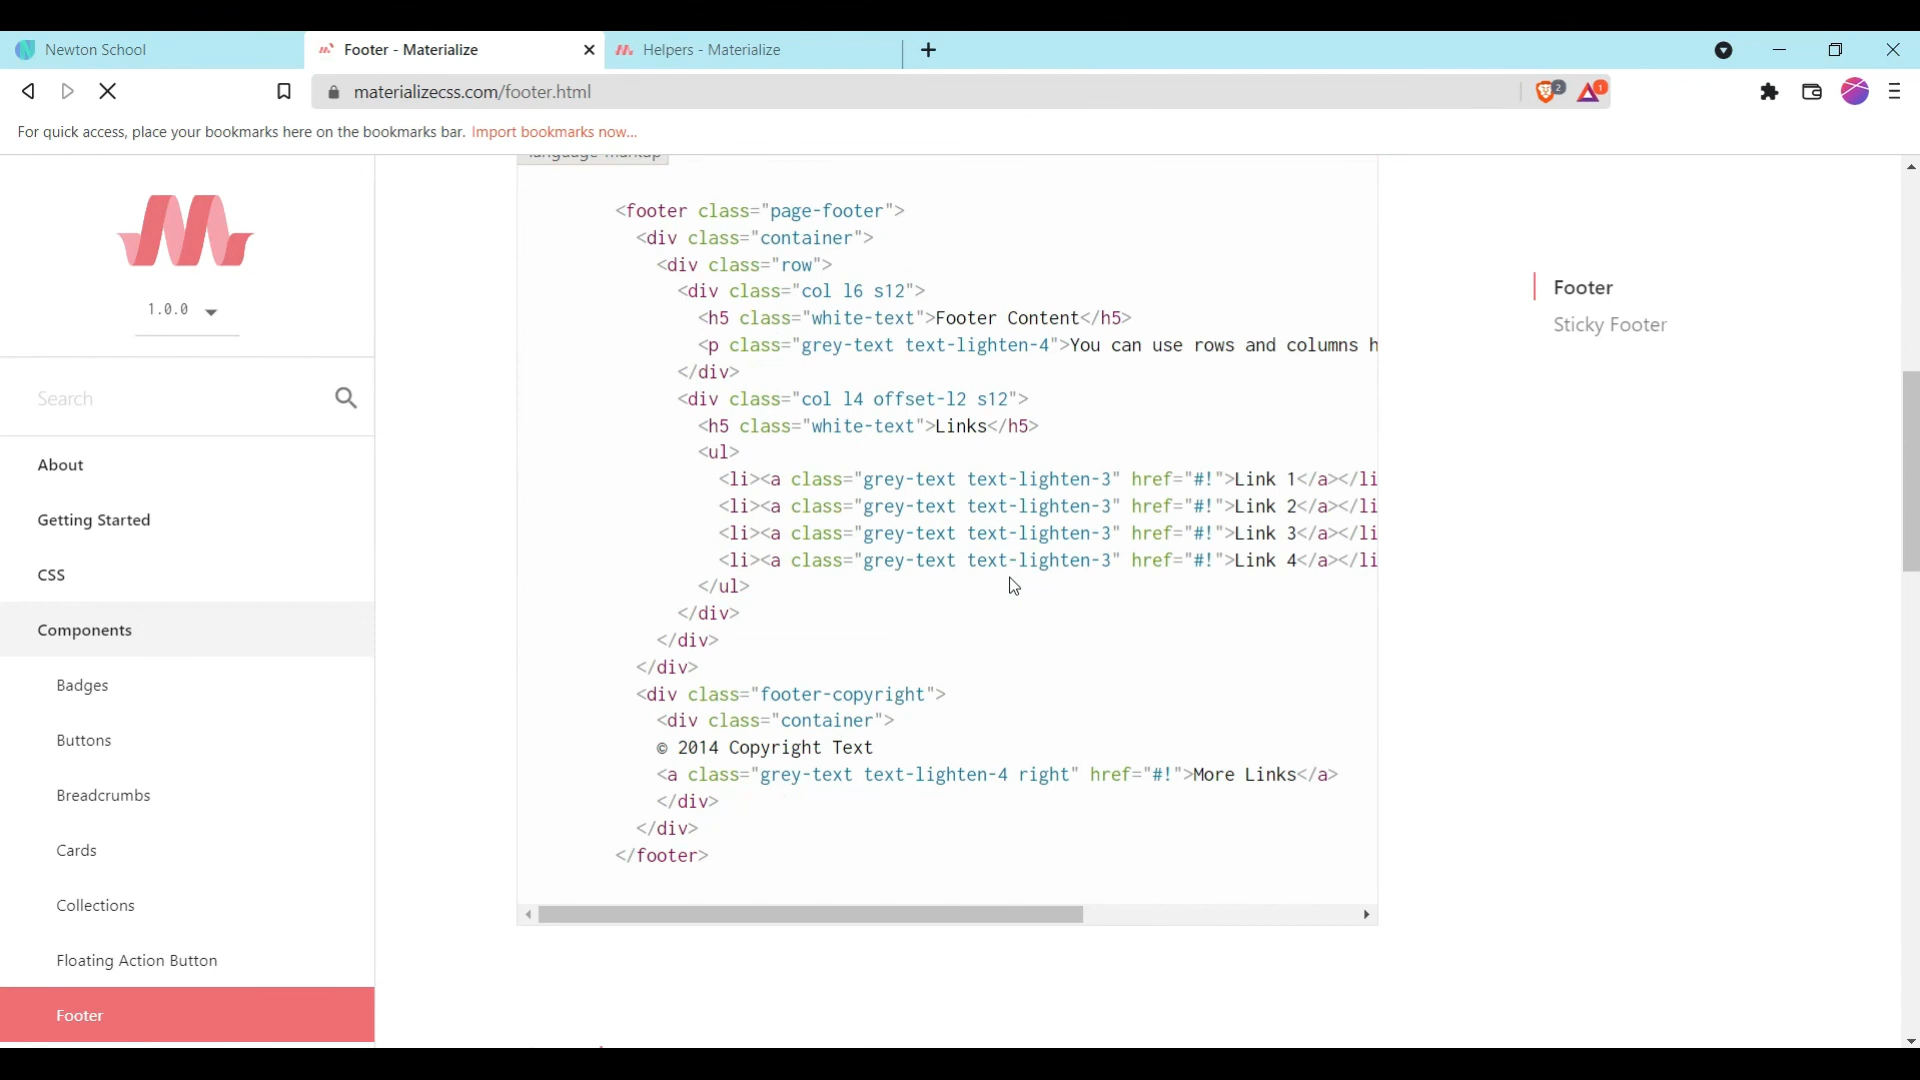 Newton School
Footer - Materialize
Helpers - Materialize
materializecss.com/footer.html
2
1
For quick access, place your bookmarks here on the bookmarks bar. Import bookmarks now...
1.0.0
Search
About
Getting Started
CSS
Components
Badges
Buttons
Breadcrumbs
Cards
Collections
Floating Action Button
Footer
language-markup
<footer class="page-footer">
<div class="container">
<div class="row">
<div class="col l6 s12">
<h5 class="white-text">Footer Content</h5>
<p class="grey-text text-lighten-4">You can use rows and columns h
</div>
<div class="col l4 offset-l2 s12">
<h5 class="white-text">Links</h5>
<ul>
<li><a class="grey-text text-lighten-3" href="#!">Link 1</a></li
<li><a class="grey-text text-lighten-3" href="#!">Link 2</a></li
<li><a class="grey-text text-lighten-3" href="#!">Link 3</a></li
<li><a class="grey-text text-lighten-3" href="#!">Link 4</a></li
</ul>
</div>
</div>
</div>
<div class="footer-copyright">
<div class="container">
© 2014 Copyright Text
<a class="grey-text text-lighten-4 right" href="#!">More Links</a>
</div>
</div>
</footer>
Footer
Sticky Footer